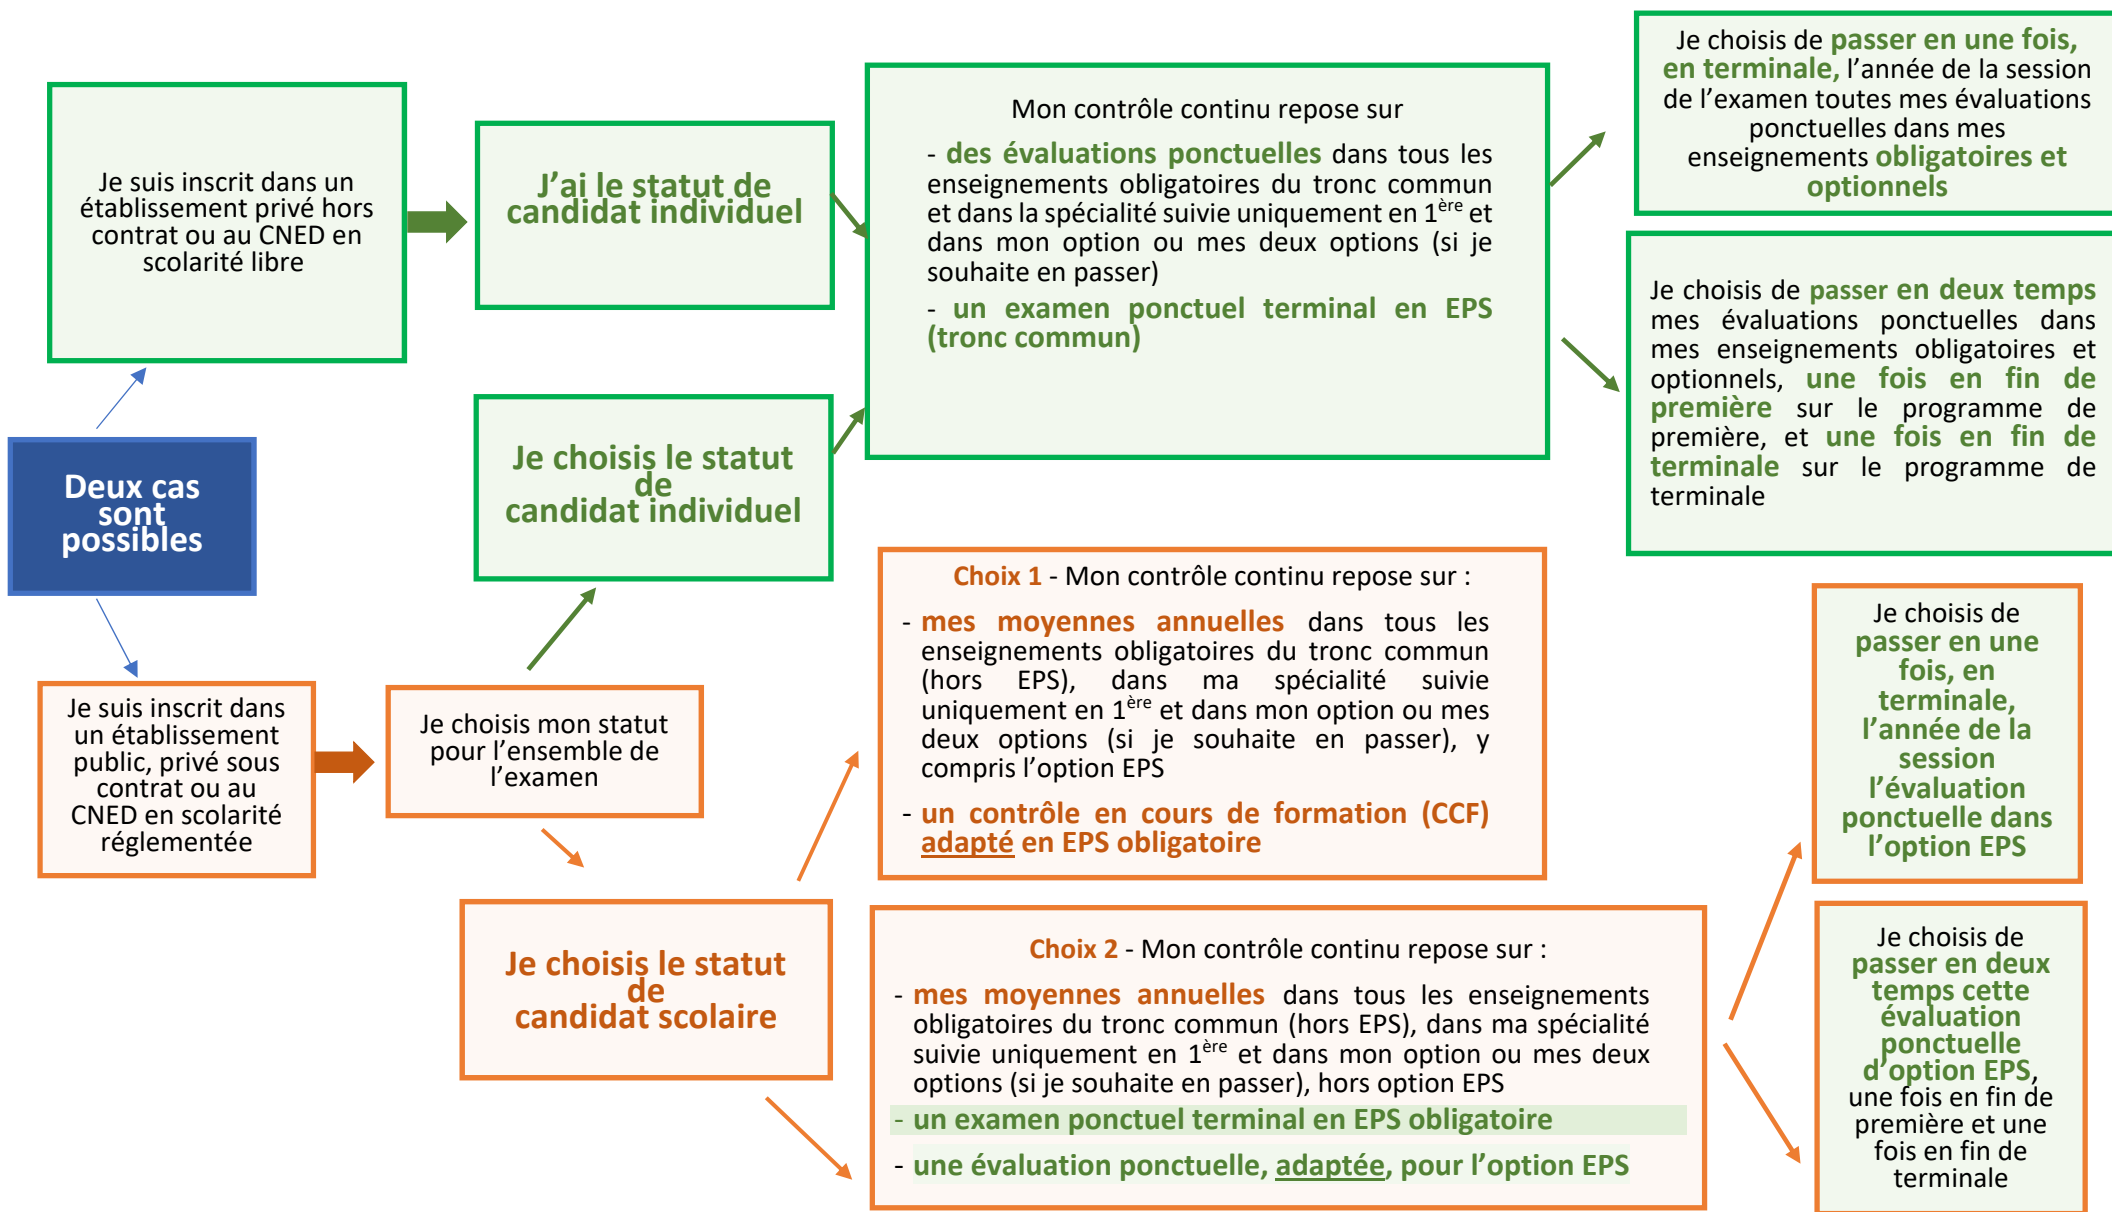 Deux cas
sont
possibles
Je suis inscrit dans un
établissement privé hors
contrat ou au CNED en
scolarité libre
J’ai le statut de
candidat individuel
Mon contrôle continu repose sur
- des évaluations ponctuelles dans tous les
enseignements obligatoires du tronc commun
et dans la spécialité suivie uniquement en 1ère et
dans mon option ou mes deux options (si je
souhaite en passer)
- un examen ponctuel terminal en EPS
(tronc commun)
Je choisis de passer en une fois,
en terminale, l’année de la session
de l’examen toutes mes évaluations
ponctuelles dans mes
enseignements obligatoires et
optionnels
Je choisis de passer en deux temps
mes évaluations ponctuelles dans
mes enseignements obligatoires et
optionnels, une fois en fin de
première sur le programme de
première, et une fois en fin de
terminale sur le programme de
terminale
Je choisis le statut
de
candidat individuel
Je suis inscrit dans
un établissement
public, privé sous
contrat ou au
CNED en scolarité
réglementée
Je choisis mon statut
pour l’ensemble de
l’examen
Je choisis le statut
de
candidat scolaire
Choix 1 - Mon contrôle continu repose sur :
- mes moyennes annuelles dans tous les
enseignements obligatoires du tronc commun
(hors EPS), dans ma spécialité suivie
uniquement en 1ère et dans mon option ou mes
deux options (si je souhaite en passer), y
compris l’option EPS
- un contrôle en cours de formation (CCF)
adapté en EPS obligatoire
Choix 2 - Mon contrôle continu repose sur :
- mes moyennes annuelles dans tous les enseignements
obligatoires du tronc commun (hors EPS), dans ma spécialité
suivie uniquement en 1ère et dans mon option ou mes deux
options (si je souhaite en passer), hors option EPS
- un examen ponctuel terminal en EPS obligatoire
- une évaluation ponctuelle, adaptée, pour l’option EPS
Je choisis de
passer en une
fois, en
terminale,
l’année de la
session
l’évaluation
ponctuelle dans
l’option EPS
Je choisis de
passer en deux
temps cette
évaluation
ponctuelle
d’option EPS,
une fois en fin de
première et une
fois en fin de
terminale